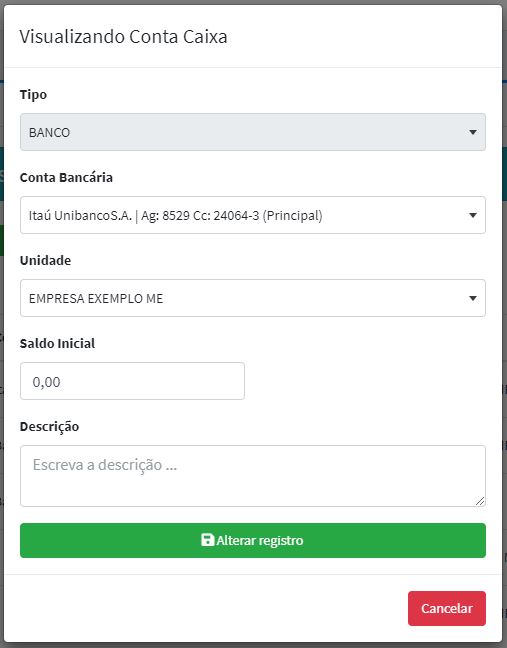 Visualizando Conta Caixa
Tipo
BANCO
Conta Bancária
Itaú UnibancoS.A. | Ag: 8529 Cc: 24064-3 (Principal)
Unidade
EMPRESA EXEMPLO ME
Saldo Inicial
0,00
Descrição
Escreva a descrição ...
Alterar registro
Cancelar